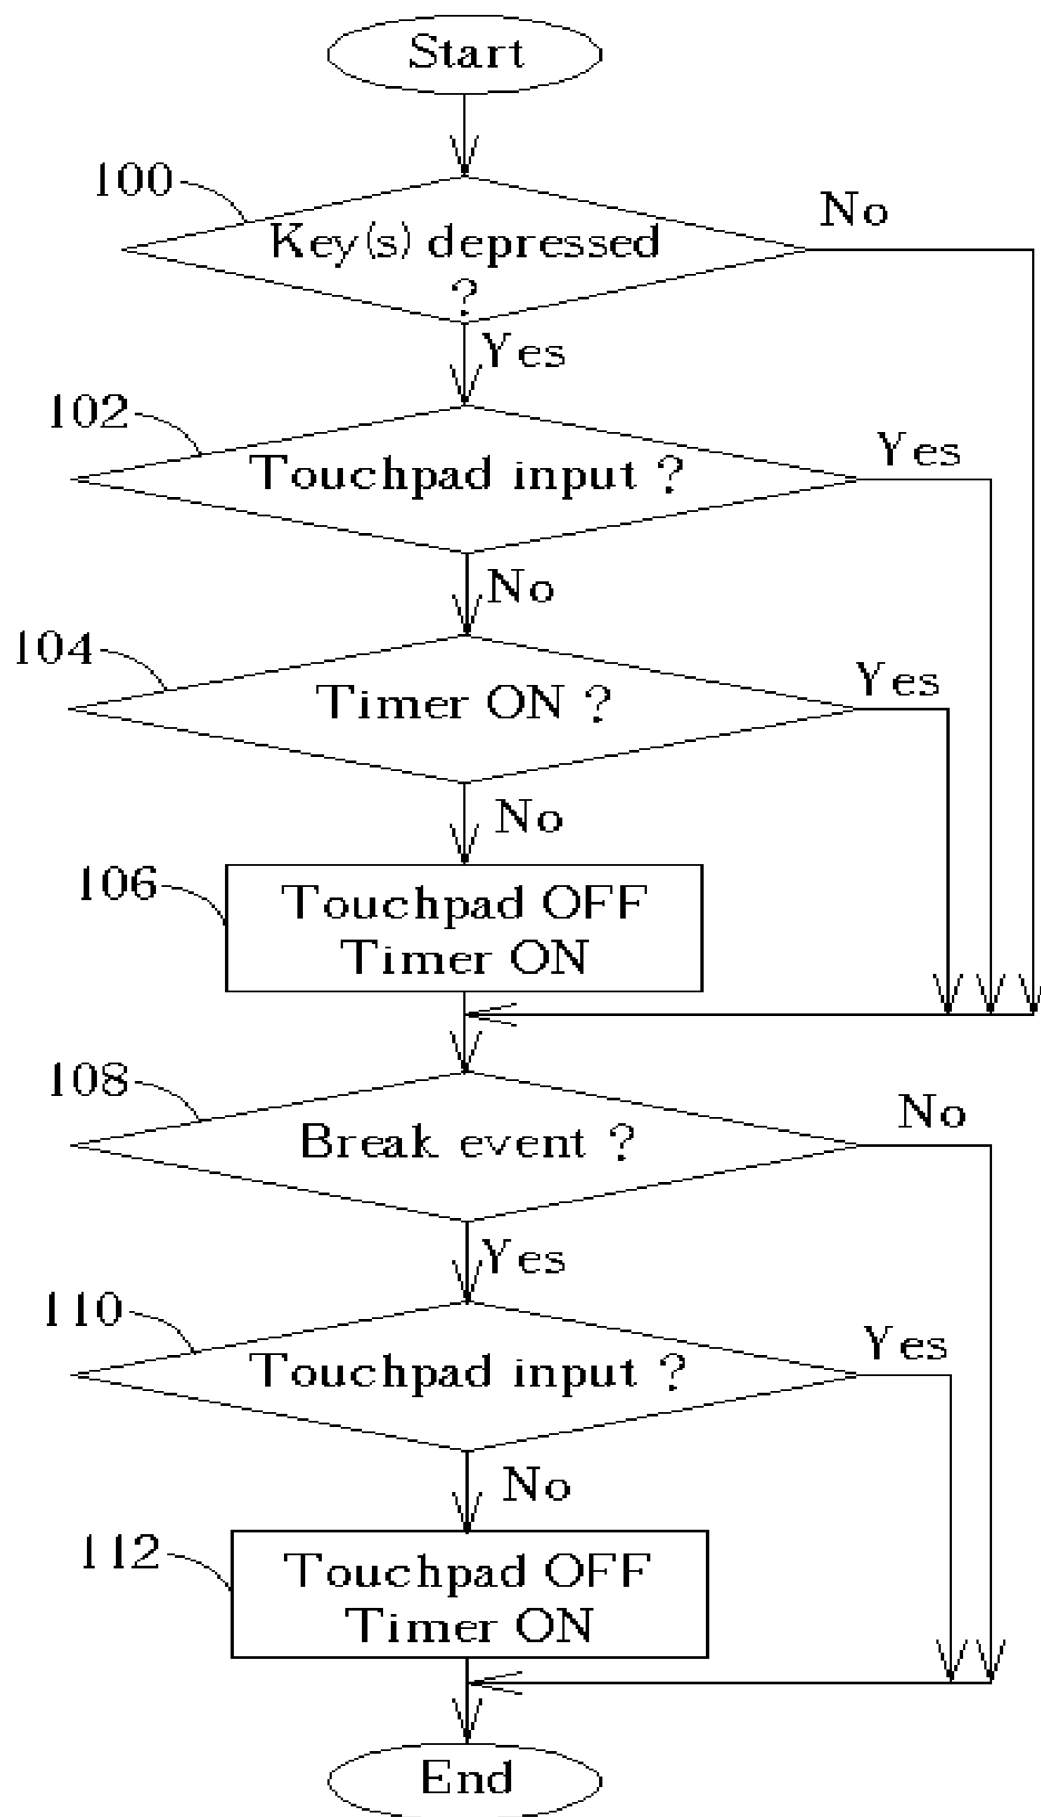 Start
100
No
Key(s) depressed
?
Yes
102
Yes
Touchpad input ?
No
104
Yes
Timer ON ?
No
106
Touchpad OFF
Timer ON
108
No
Break event ?
Yes
110
Yes
Touchpad input ?
No
112
Touchpad OFF
Timer ON
End